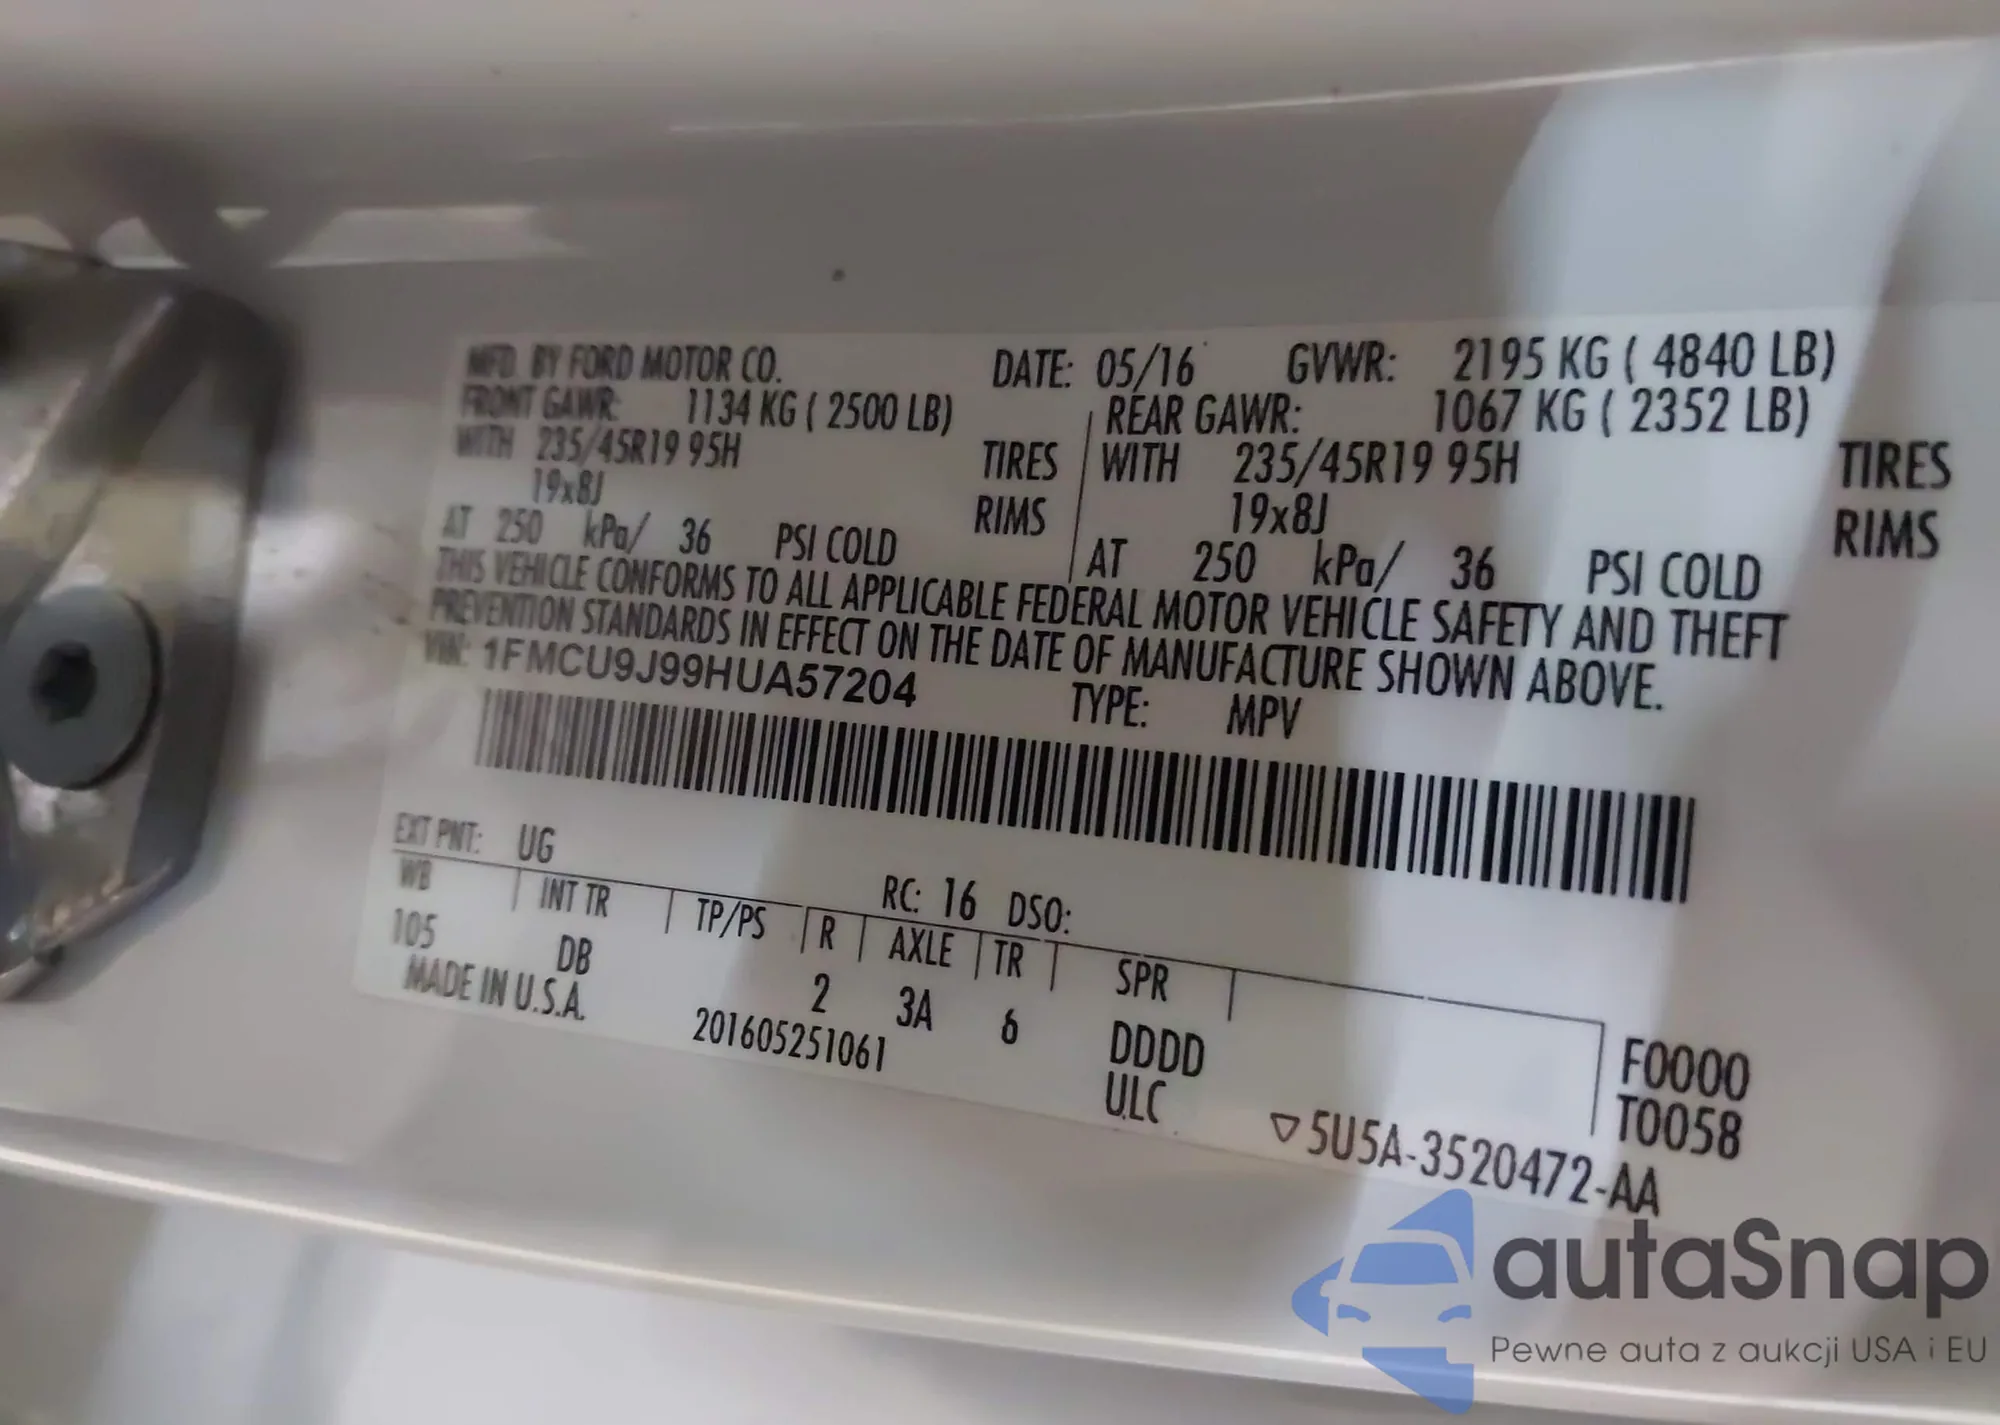 MFD. BY FORD MOTOR CO. DATE: 05/16 GVWR: 2195 KG ( 4840 LB)
FRONT GAWR: 1134 KG ( 2500 LB) REAR GAWR: 1067 KG ( 2352 LB)
WITH 235/45R19 95H TIRES WITH 235/45R19 95H TIRES
19x8J RIMS 19x8J RIMS
AT 250 kPa/ 36 PSI COLD AT 250 kPa/ 36 PSI COLD
THIS VEHICLE CONFORMS TO ALL APPLICABLE FEDERAL MOTOR VEHICLE SAFETY AND THEFT
PREVENTION STANDARDS IN EFFECT ON THE DATE OF MANUFACTURE SHOWN ABOVE.
VIN: 1FMCU9J99HUA57204 TYPE: MPV
EXT PNT: UG RC: 16 DSO:
WB INT TR TP/PS R AXLE TR SPR
105 DB 2 3A 6 DDDD F0000
MADE IN U.S.A. 201605251061 ULC T0058
▽5U5A-3520472-AA
autaSnap
Pewne auta z aukcji USA i EU